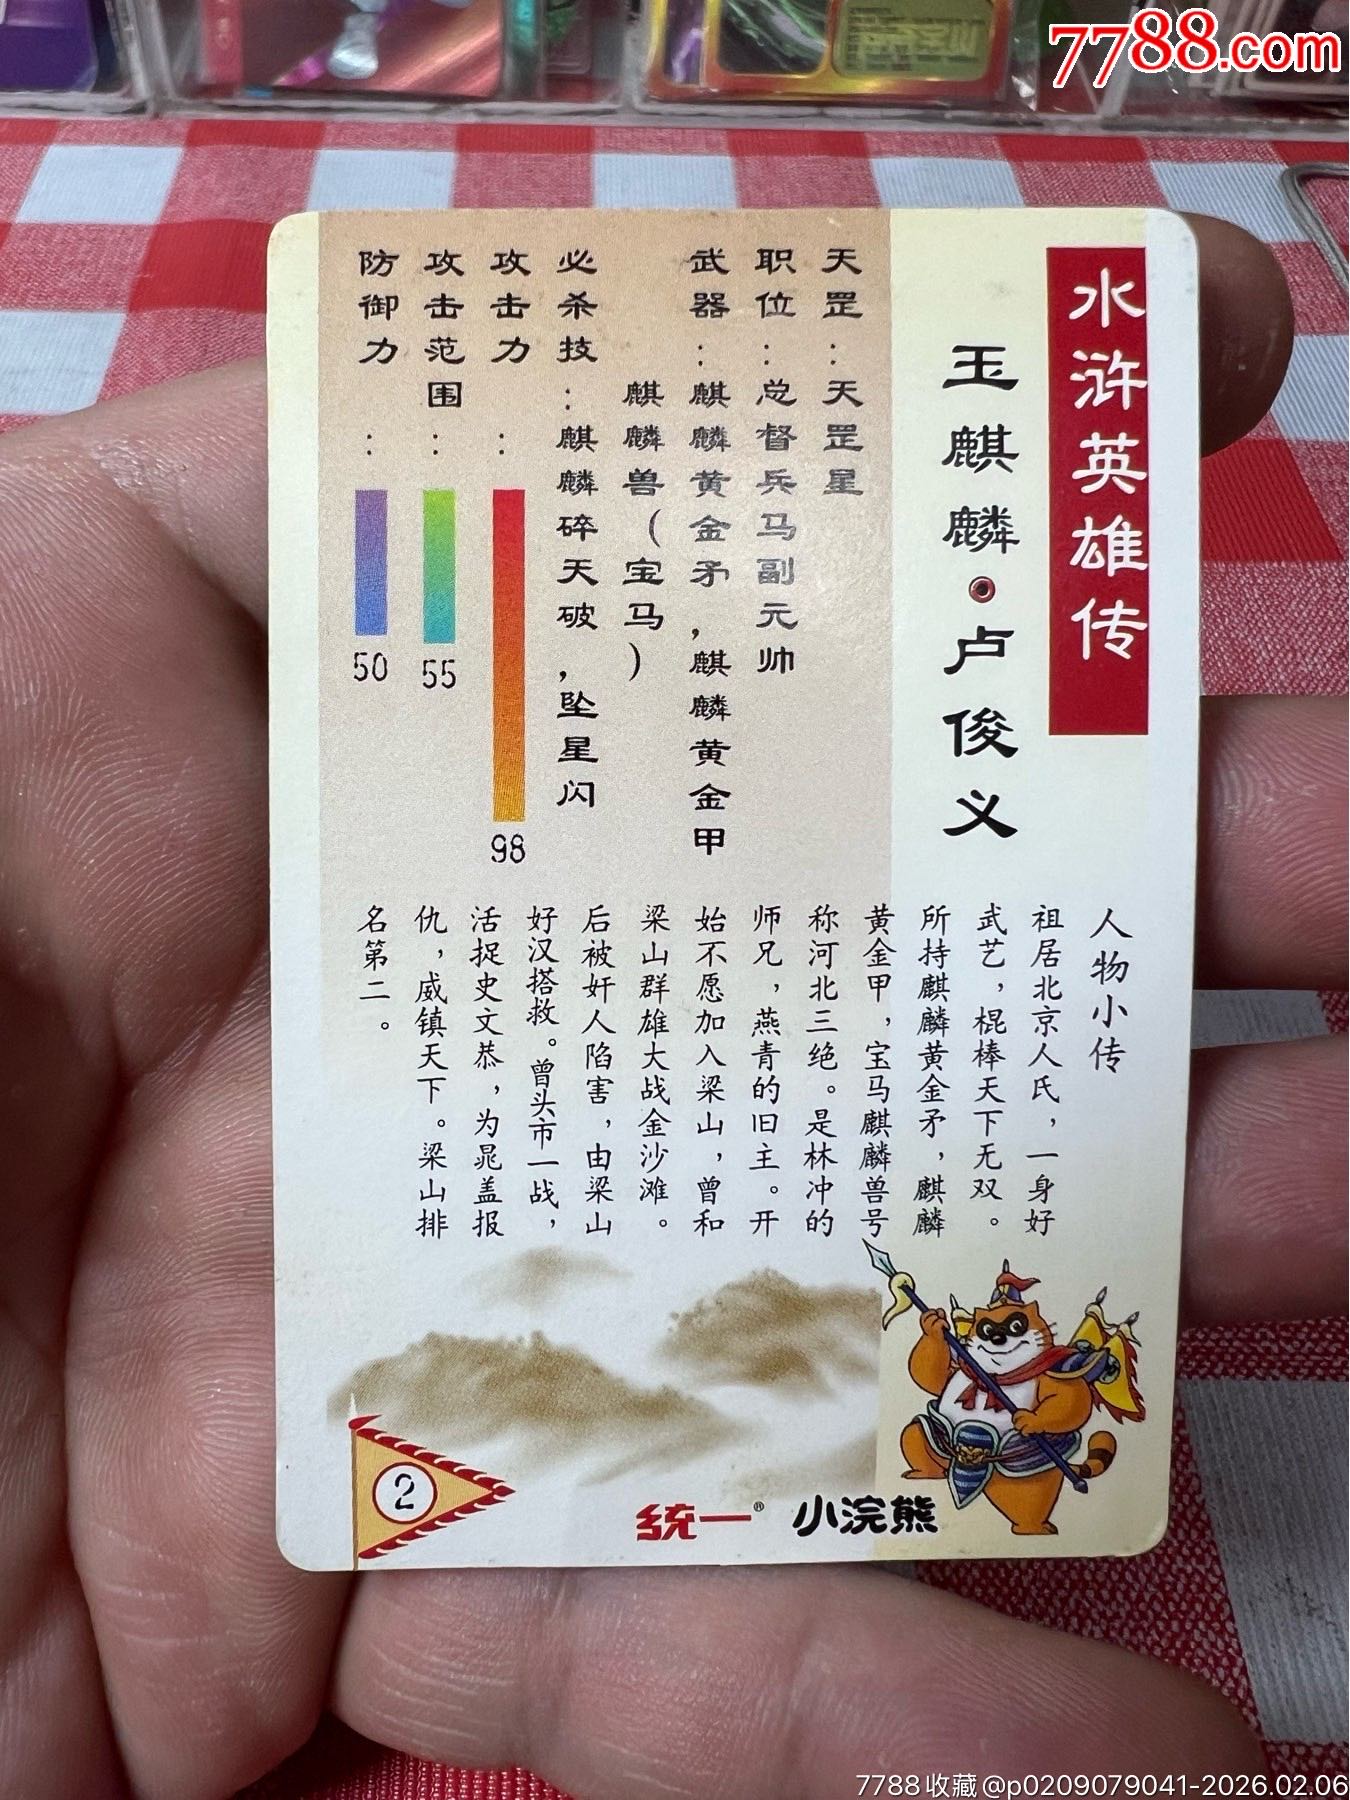 7788.com
水浒英雄传
玉麒麟·卢俊义
天罡：天罡星
职位：总督兵马副元帅
武器：麒麟黄金矛，麒麟黄金甲
麒麟兽（宝马）
必杀技：麒麟碎天破，坠星闪
攻击力：
98
攻击范围：
55
防御力：
50
人物小传
祖居北京人氏，一身好
武艺，棍棒天下无双。
所持麒麟黄金矛，麒麟
黄金甲，宝马麒麟兽号
称河北三绝。是林冲的
师兄，燕青的旧主。开
始不愿加入梁山，曾和
梁山群雄大战金沙滩。
后被奸人陷害，由梁山
好汉搭救。曾头市一战，
活捉史文恭，为晁盖报
仇，威镇天下。梁山排
名第二。
2
统一® 小浣熊
7788收藏@p0209079041-2026.02.06